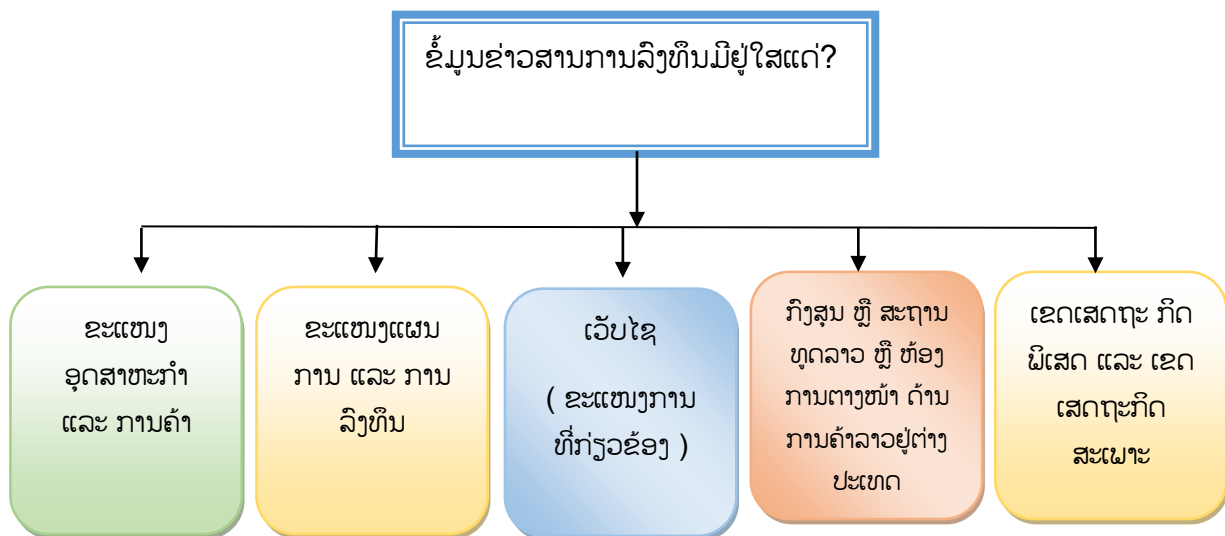 ຂໍ້ມູນຂ່າວສານການລົງທຶນມີຢູ່ໃສແດ່?
ຂະແໜງ
ອຸດສາຫະກຳ
ແລະ ການຄ້າ
ຂະແໜງແຜນ
ການ ແລະ ການ
ລົງທຶນ
ເວັບໄຊ
( ຂະແໜງການ
ທີ່ກ່ຽວຂ້ອງ )
ກົງສຸນ ຫຼື ສະຖານ
ທູດລາວ ຫຼື ຫ້ອງ
ການຕາງໜ້າ ດ້ານ
ການຄ້າລາວຢູ່ຕ່າງ
ປະເທດ
ເຂດເສດຖະ ກິດ
ພິເສດ ແລະ ເຂດ
ເສດຖະກິດ
ສະເພາະ